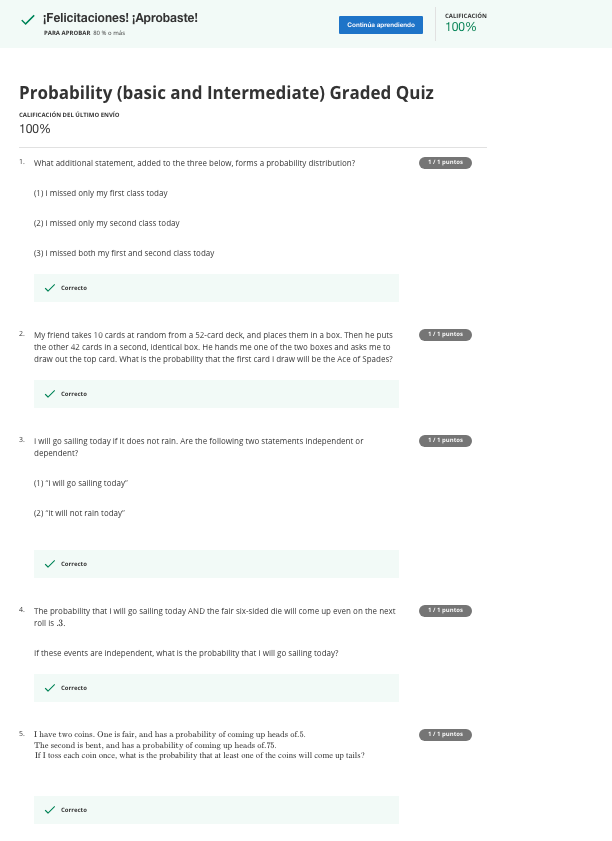 ¡Felicitaciones! ¡Aprobaste!
PARA APROBAR 80 % o más
Continúa aprendiendo
CALIFICACIÓN
100%
Probability (basic and Intermediate) Graded Quiz
CALIFICACIÓN DEL ÚLTIMO ENVÍO
100%
1. What additional statement, added to the three below, forms a probability distribution?
1 / 1 puntos
(1) I missed only my first class today
(2) I missed only my second class today
(3) I missed both my first and second class today
Correcto
2. My friend takes 10 cards at random from a 52-card deck, and places them in a box. Then he puts
the other 42 cards in a second, identical box. He hands me one of the two boxes and asks me to
draw out the top card. What is the probability that the first card I draw will be the Ace of Spades?
1 / 1 puntos
Correcto
3. I will go sailing today if it does not rain. Are the following two statements independent or
dependent?
1 / 1 puntos
(1) “I will go sailing today”
(2) “It will not rain today”
Correcto
4. The probability that I will go sailing today AND the fair six-sided die will come up even on the next
roll is .3.
1 / 1 puntos
If these events are independent, what is the probability that I will go sailing today?
Correcto
5. I have two coins. One is fair, and has a probability of coming up heads of.5.
The second is bent, and has a probability of coming up heads of.75.
If I toss each coin once, what is the probability that at least one of the coins will come up tails?
1 / 1 puntos
Correcto